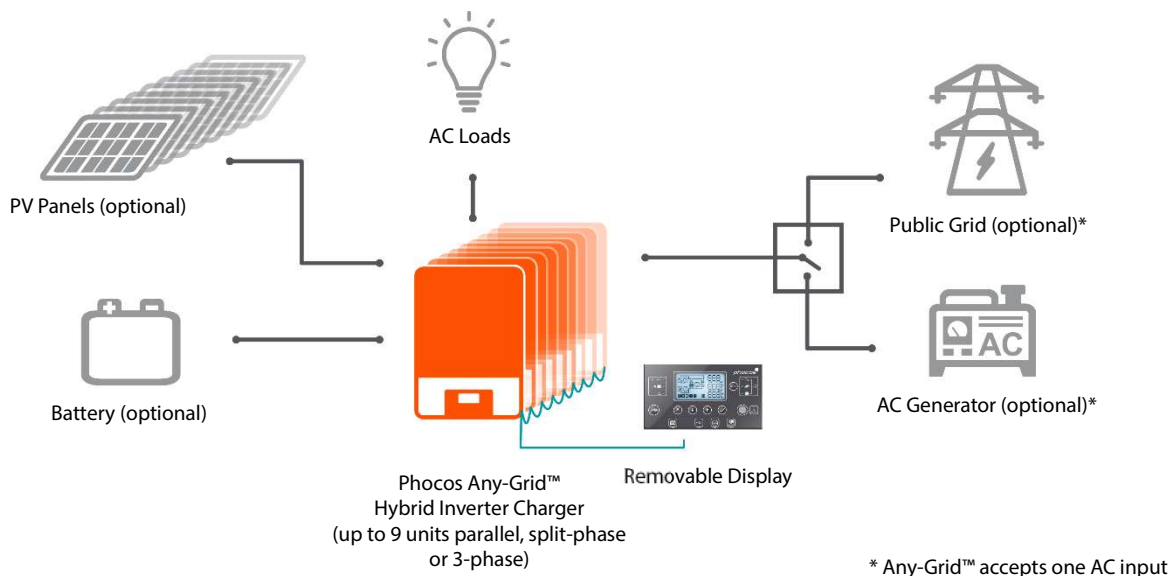 AC Loads
PV Panels (optional)
Public Grid (optional)*
Battery (optional)
AC
AC Generator (optional)*
phocos
Removable Display
Phocos Any-Grid™
Hybrid Inverter Charger
(up to 9 units parallel, split-phase
or 3-phase)
* Any-Grid™ accepts one AC input